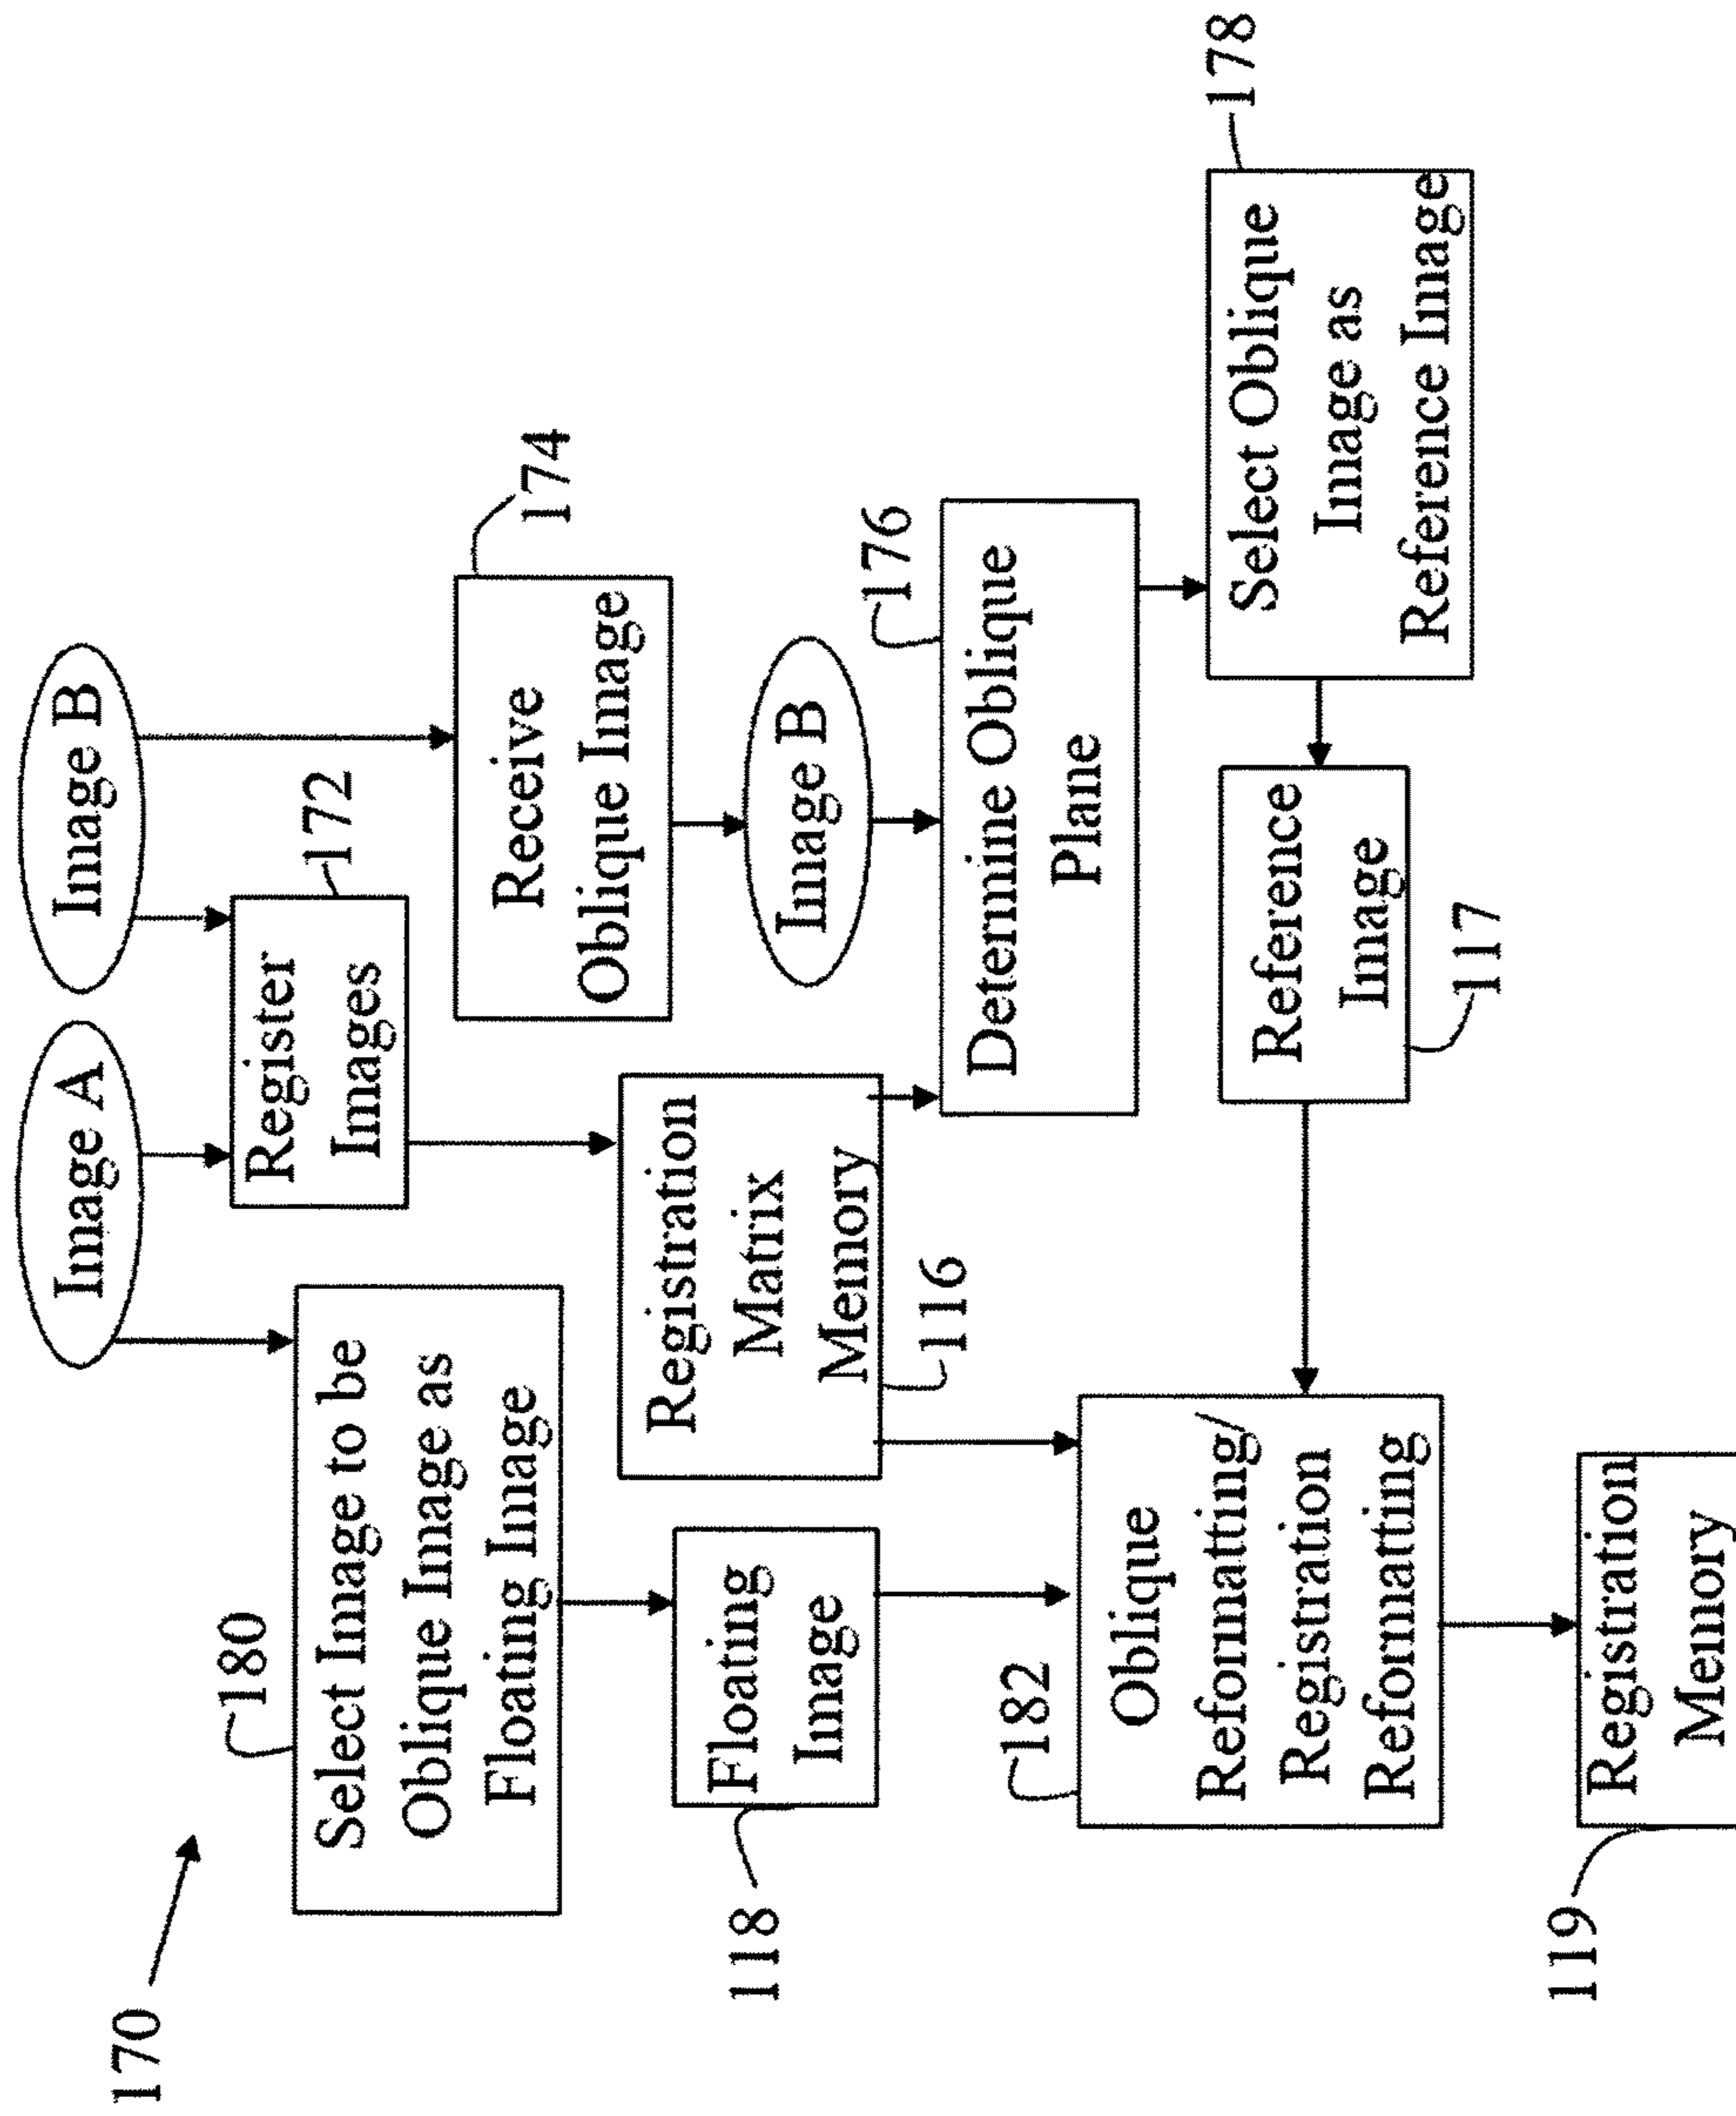 170
Image A
Image B
180
Select Image to be
Oblique Image as
Floating Image
Register
Images
172
Receive
Oblique Image
174
118
Floating
Image
Registration
Matrix
Memory
116
Image B
176
Determine Oblique
Plane
182
Oblique
Reformatting/
Registration
Reformatting
Reference
Image
117
Select Oblique
Image as
Reference Image
178
119
Registration
Memory